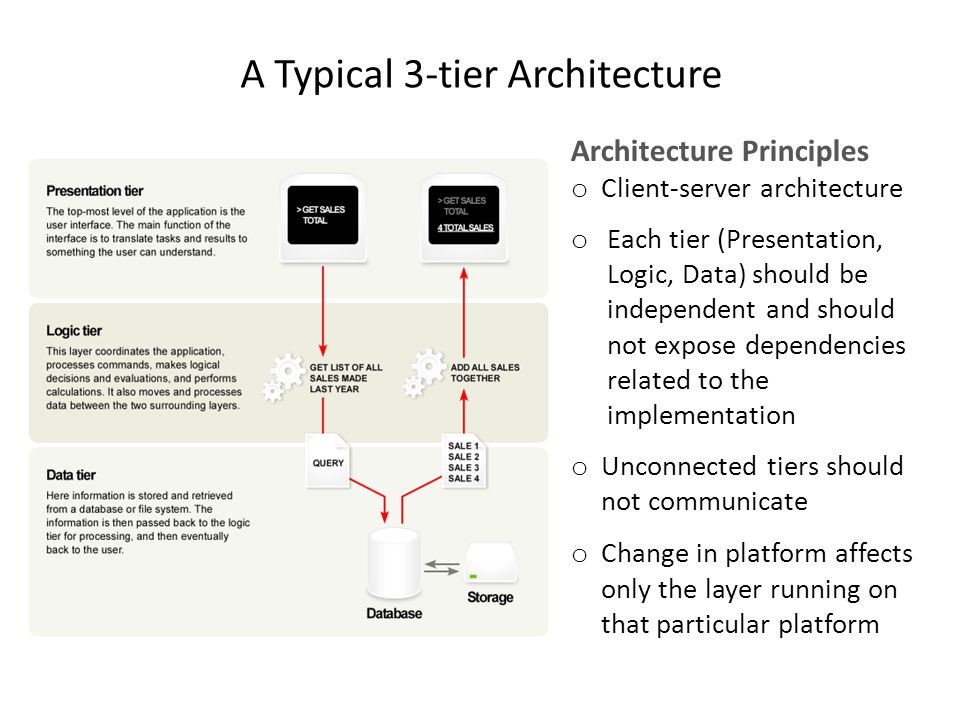 A Typical 3-tier Architecture
Presentation tier
The top-most level of the application is the
user interface. The main function of the
interface is to translate tasks and results to
something the user can understand.
> GET SALES
TOTAL
> GET SALES
TOTAL
4 TOTAL SALES
Logic tier
This layer coordinates the application,
processes commands, makes logical
decisions and evaluations, and performs
calculations. It also moves and processes
data between the two surrounding layers.
GET LIST OF ALL
SALES MADE
LAST YEAR
ADD ALL SALES
TOGETHER
QUERY
SALE 1
SALE 2
SALE 3
SALE 4
Data tier
Here information is stored and retrieved
from a database or file system. The
information is then passed back to the logic
tier for processing, and then eventually
back to the user.
Database
Storage
Architecture Principles
o Client-server architecture
o Each tier (Presentation,
Logic, Data) should be
independent and should
not expose dependencies
related to the
implementation
o Unconnected tiers should
not communicate
o Change in platform affects
only the layer running on
that particular platform